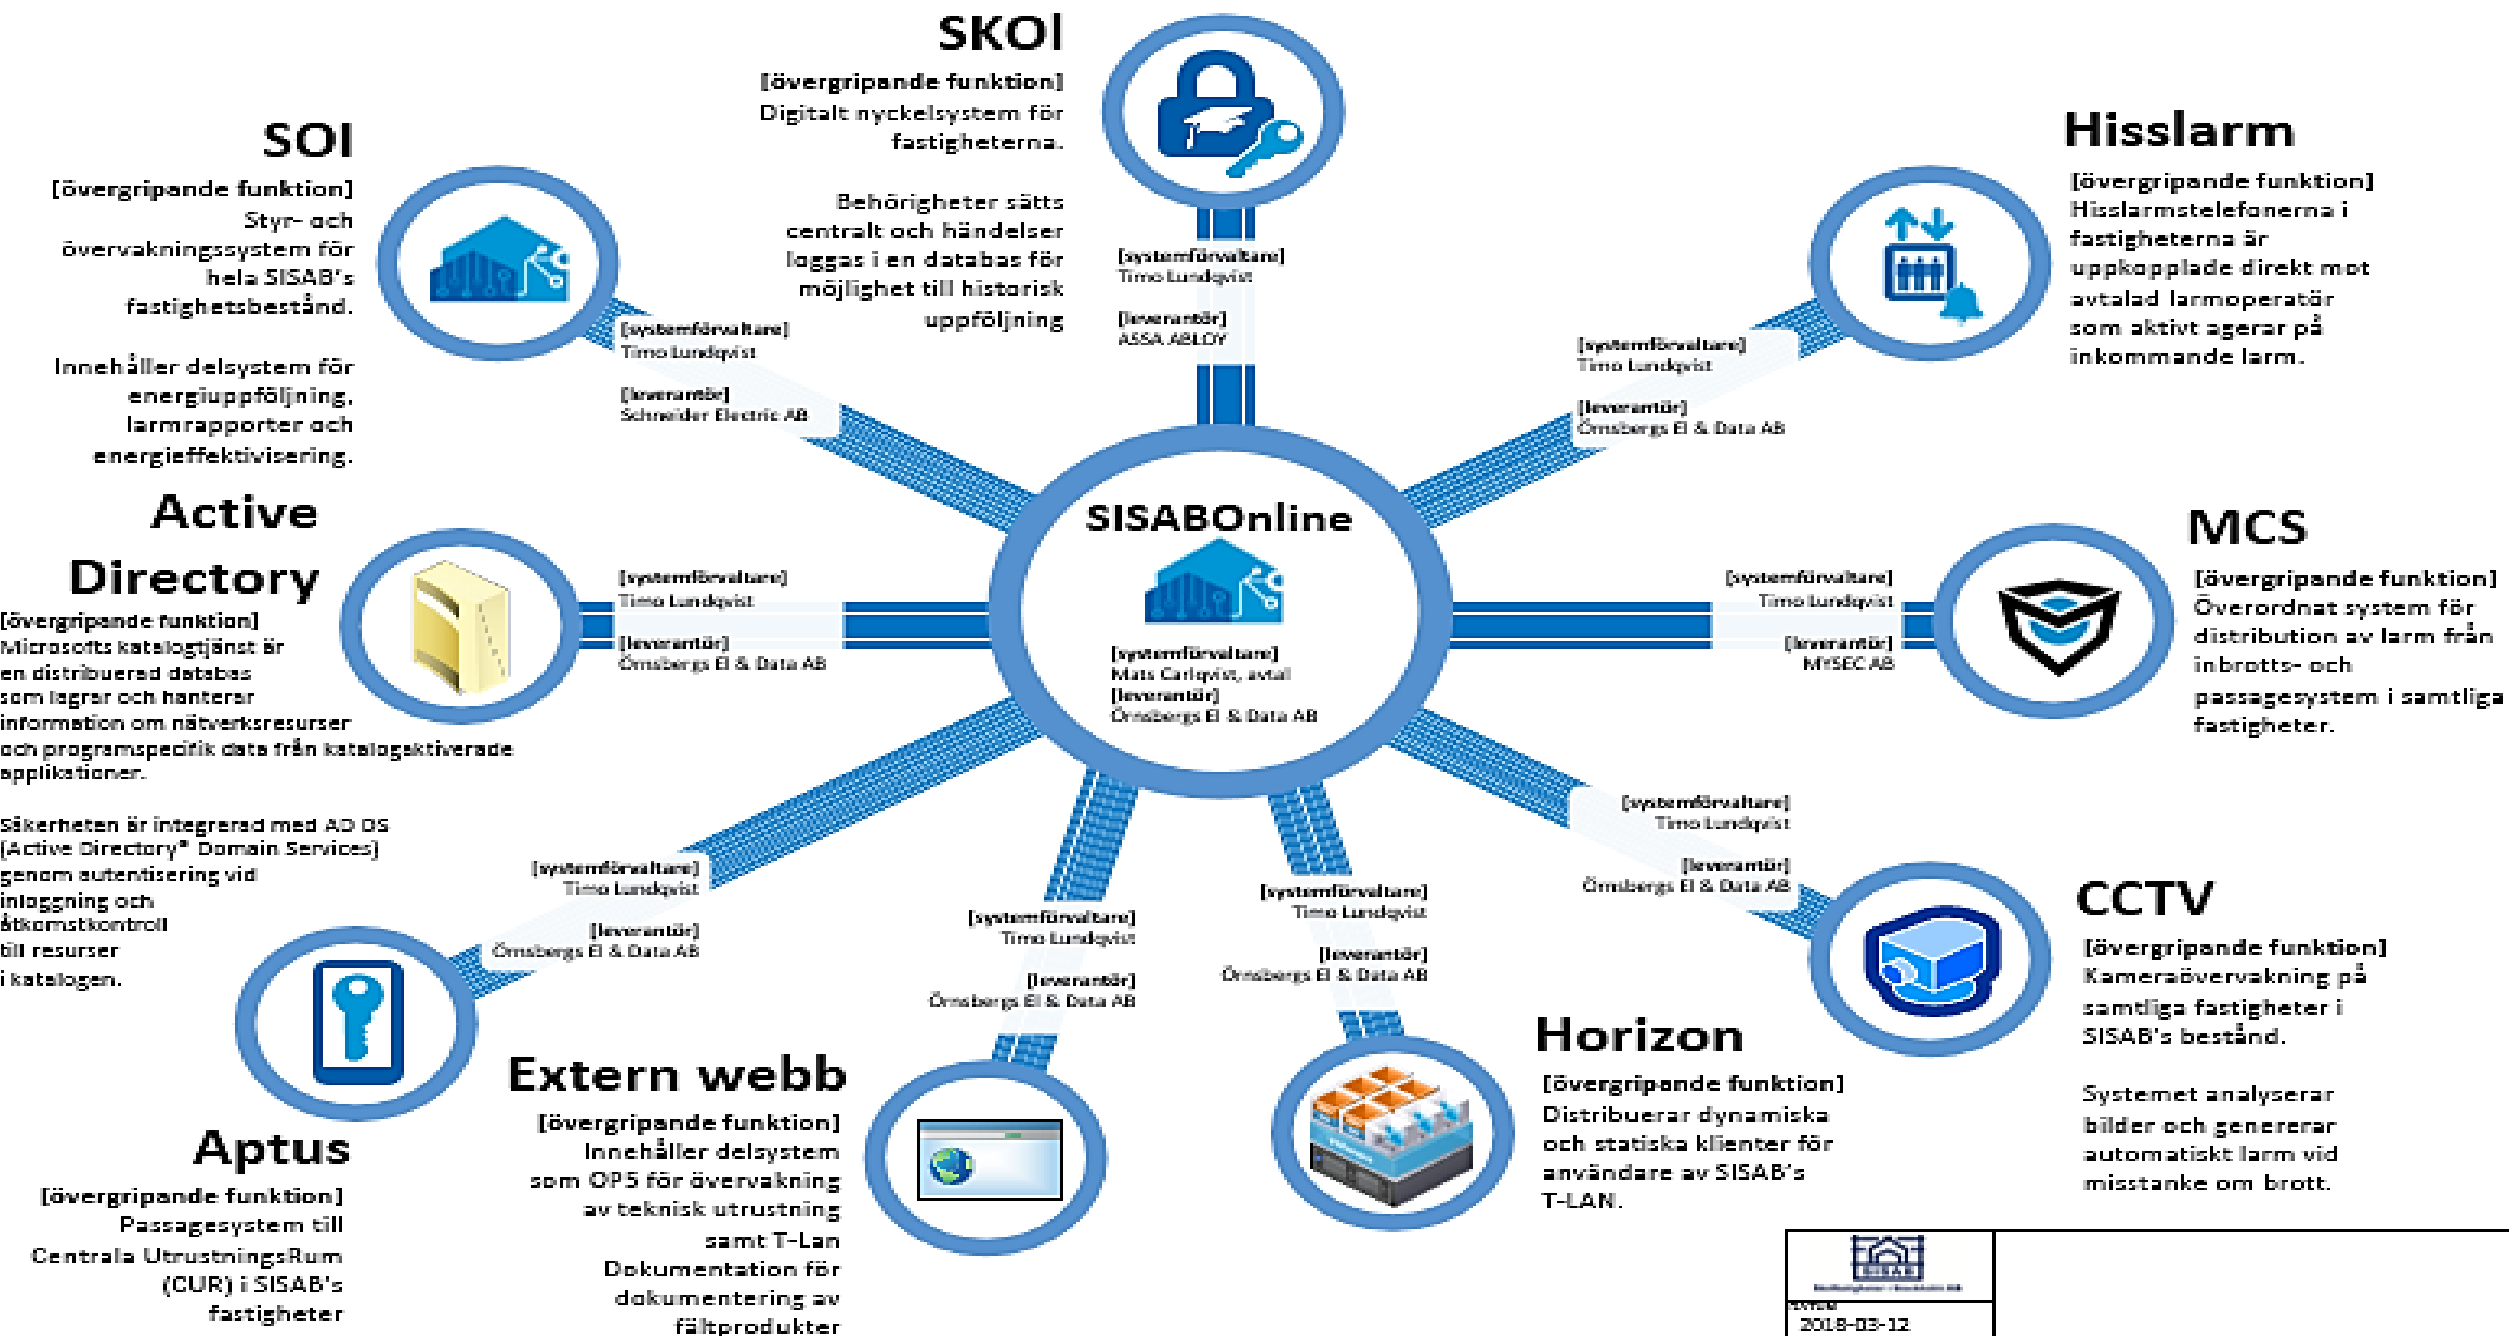 SKOl
[övergripande funktion]
Digitalt nyckelsystem för
fastigheterna.
Behörigheter sätts
centralt och händelser
loggas i en databas för
möjlighet till historisk
uppföljning
[systemförvaltare]
Timo Lundqvist
[leverantör]
ASSA ABLOY
SOI
[övergripande funktion]
Styr- och
övervakningssystem för
hela SISAB's
fastighetsbestånd.
Innehåller delsystem för
energiuppföljning,
larmrapporter och
energieffektivisering.
[systemförvaltare]
Timo Lundqvist
[leverantör]
Schneider Electric AB
Hisslarm
[övergripande funktion]
Hisslarmstelefonerna i
fastigheterna är
uppkopplade direkt mot
avtalad larmoperatör
som aktivt agerar på
inkommande larm.
[systemförvaltare]
Timo Lundqvist
[leverantör]
Örnsbergs El & Data AB
Active
Directory
[övergripande funktion]
Microsofts katalogtjänst är
en distribuerad databas
som lagrar och hanterar
information om nätverksresurser
och programspecifik data från katalogaktiverade
applikationer.
Säkerheten är integrerad med AD DS
(Active Directory® Domain Services)
genom autentisering vid
inloggning och
åtkomstkontroll
till resurser
i katalogen.
[systemförvaltare]
Timo Lundqvist
[leverantör]
Örnsbergs El & Data AB
SISABOnline
[systemförvaltare]
Mats Carlqvist, avtal
[leverantör]
Örnsbergs El & Data AB
MCS
[övergripande funktion]
Överordnat system för
distribution av larm från
inbrotts- och
passagesystem i samtliga
fastigheter.
[systemförvaltare]
Timo Lundqvist
[leverantör]
MYSEC AB
Aptus
[övergripande funktion]
Passagesystem till
Centrala UtrustningsRum
(CUR) i SISAB's
fastigheter
[systemförvaltare]
Timo Lundqvist
[leverantör]
Örnsbergs El & Data AB
Extern webb
[övergripande funktion]
Innehåller delsystem
som OP5 för övervakning
av teknisk utrustning
samt T-Lan
Dokumentation för
dokumentering av
fältprodukter
[systemförvaltare]
Timo Lundqvist
[leverantör]
Örnsbergs El & Data AB
Horizon
[övergripande funktion]
Distribuerar dynamiska
och statiska klienter för
användare av SISAB's
T-LAN.
[systemförvaltare]
Timo Lundqvist
[leverantör]
Örnsbergs El & Data AB
CCTV
[övergripande funktion]
Kameraövervakning på
samtliga fastigheter i
SISAB's bestånd.
Systemet analyserar
bilder och genererar
automatiskt larm vid
misstanke om brott.
[systemförvaltare]
Timo Lundqvist
[leverantör]
Örnsbergs El & Data AB
SISAB
2018-03-12